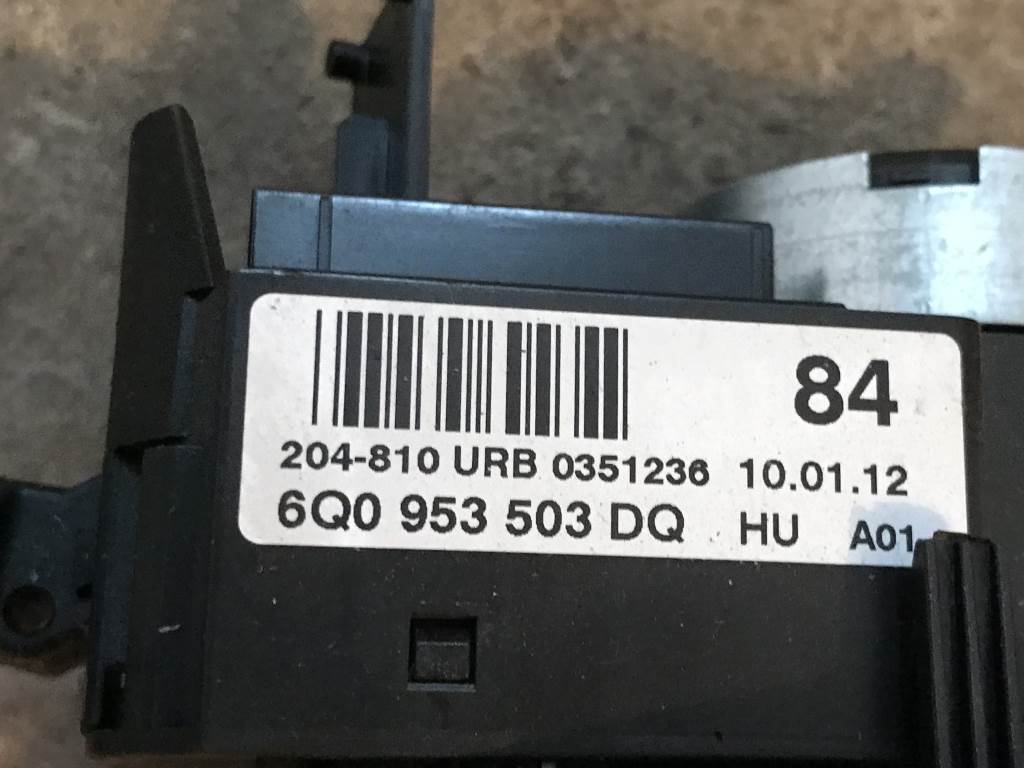 84
204-810 URB 0351236 10.01.12
6Q0 953 503 DQ HU A01